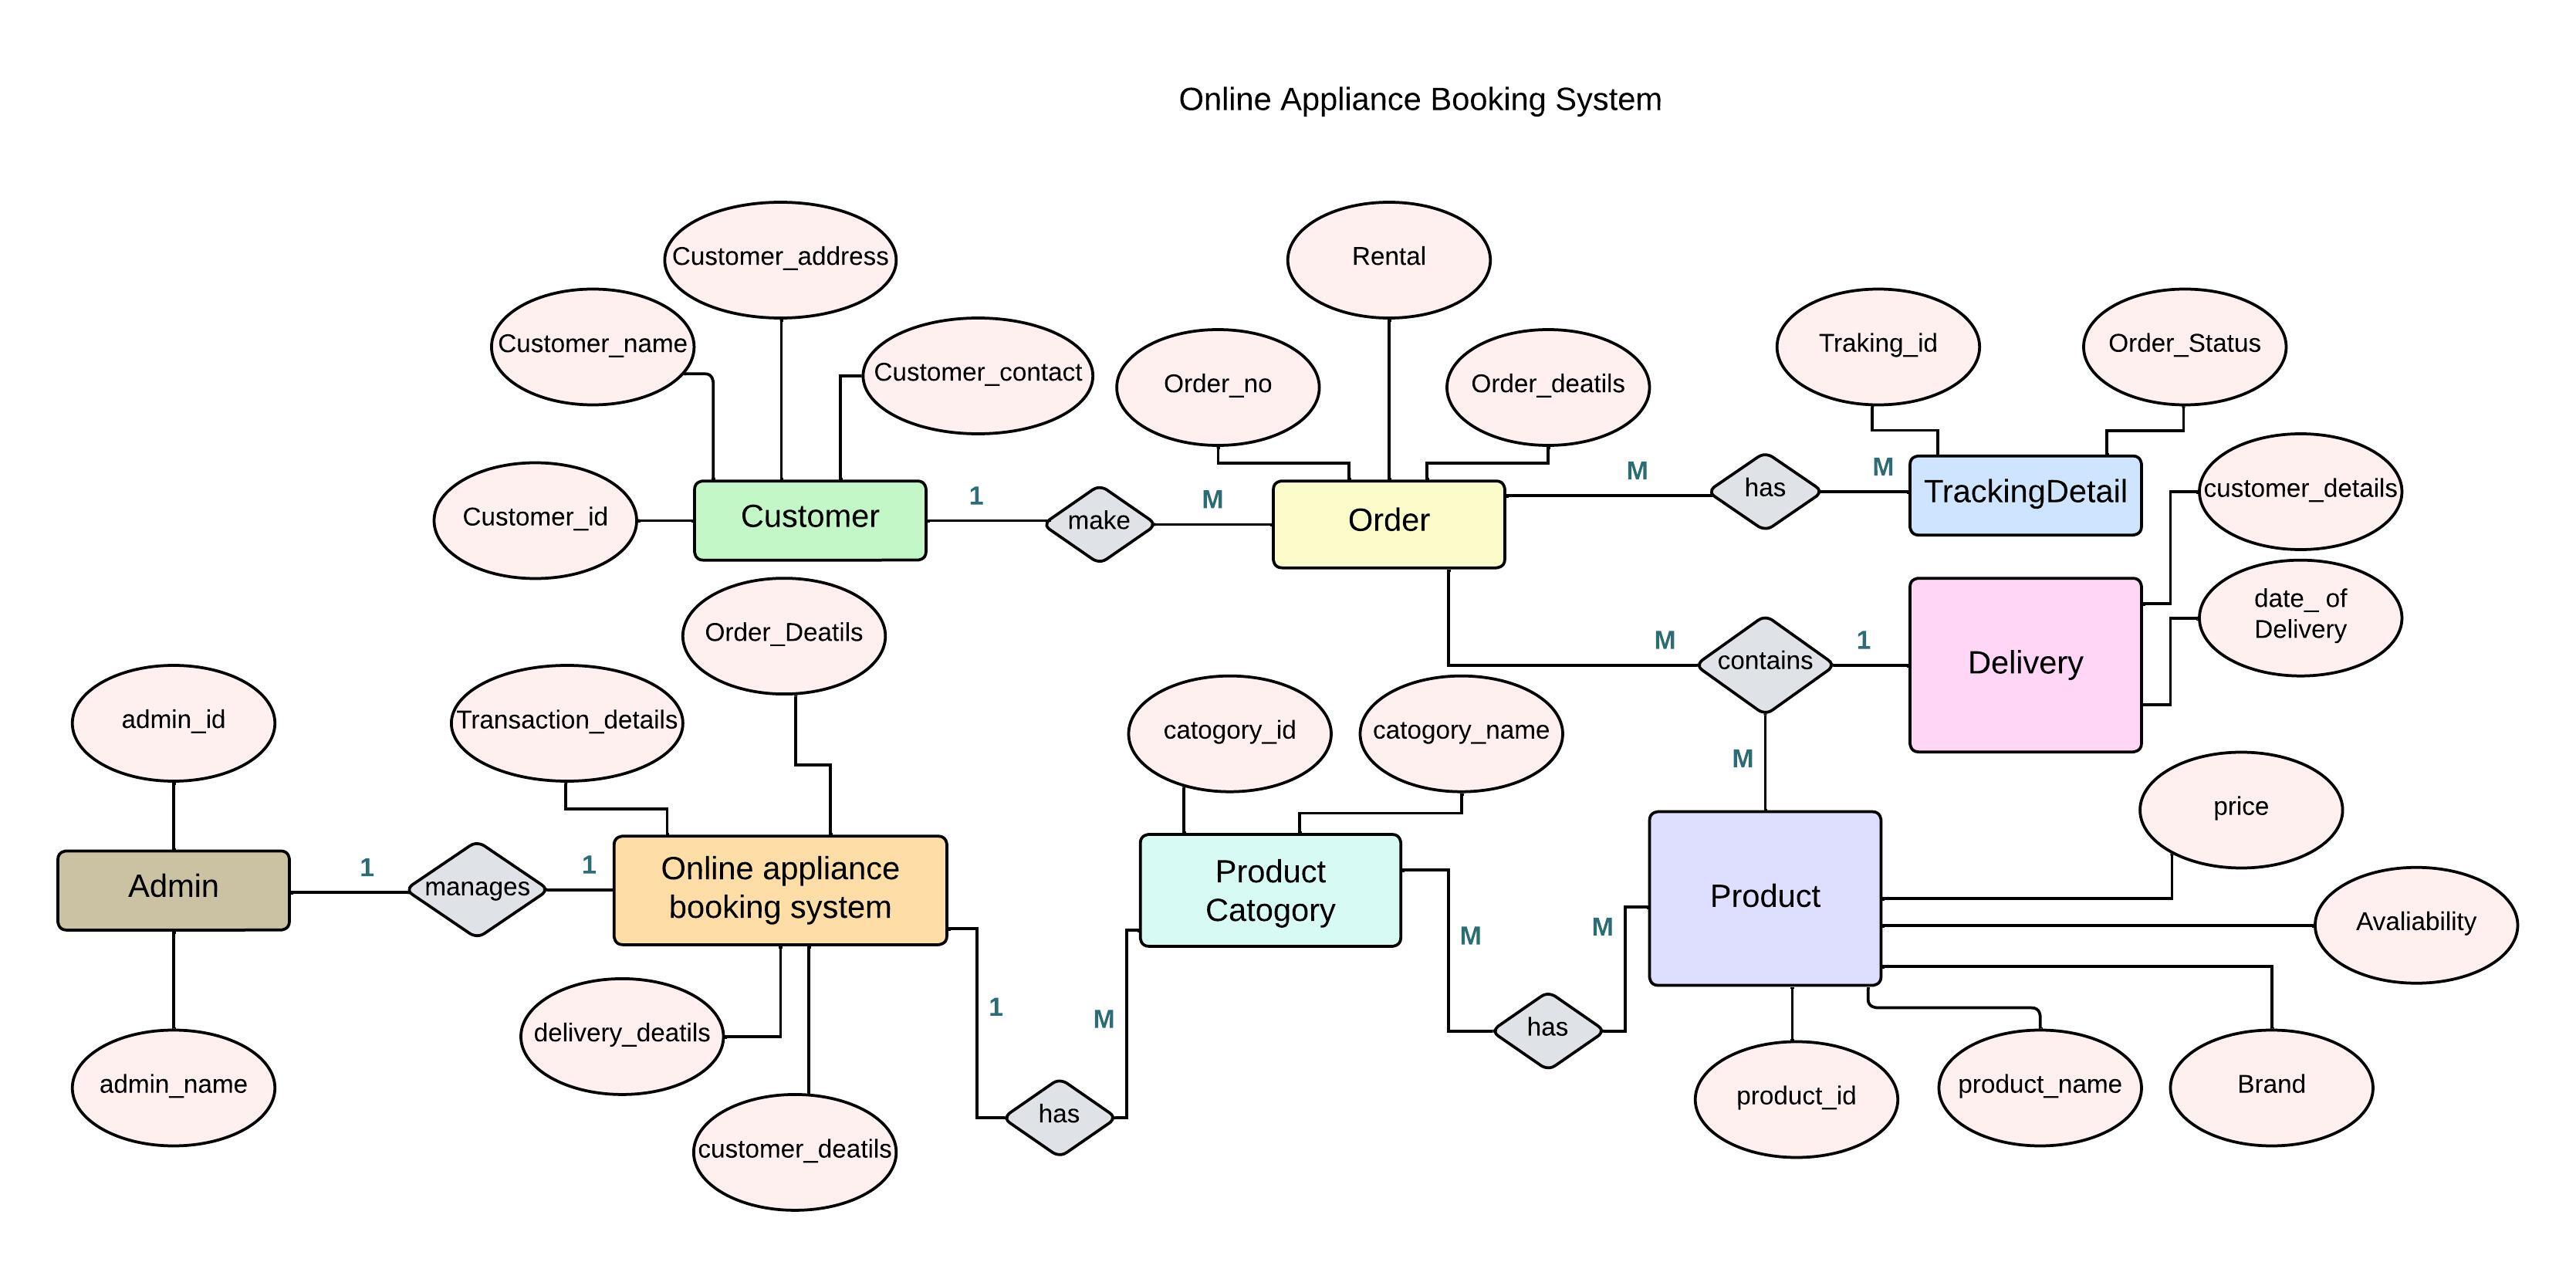 Online Appliance Booking System
Customer_address
Rental
Customer_name
Customer_contact
Order_no
Order_deatils
Traking_id
Order_Status
Customer_id
Customer
1
make
M
Order
M
has
M
TrackingDetail
customer_details
date_ of
Delivery
Order_Deatils
M
contains
1
Delivery
admin_id
Transaction_details
catogory_id
catogory_name
M
price
Admin
1
manages
1
Online appliance
booking system
Product
Catogory
M
M
Product
Avaliability
1
M
has
has
delivery_deatils
admin_name
customer_deatils
product_id
product_name
Brand